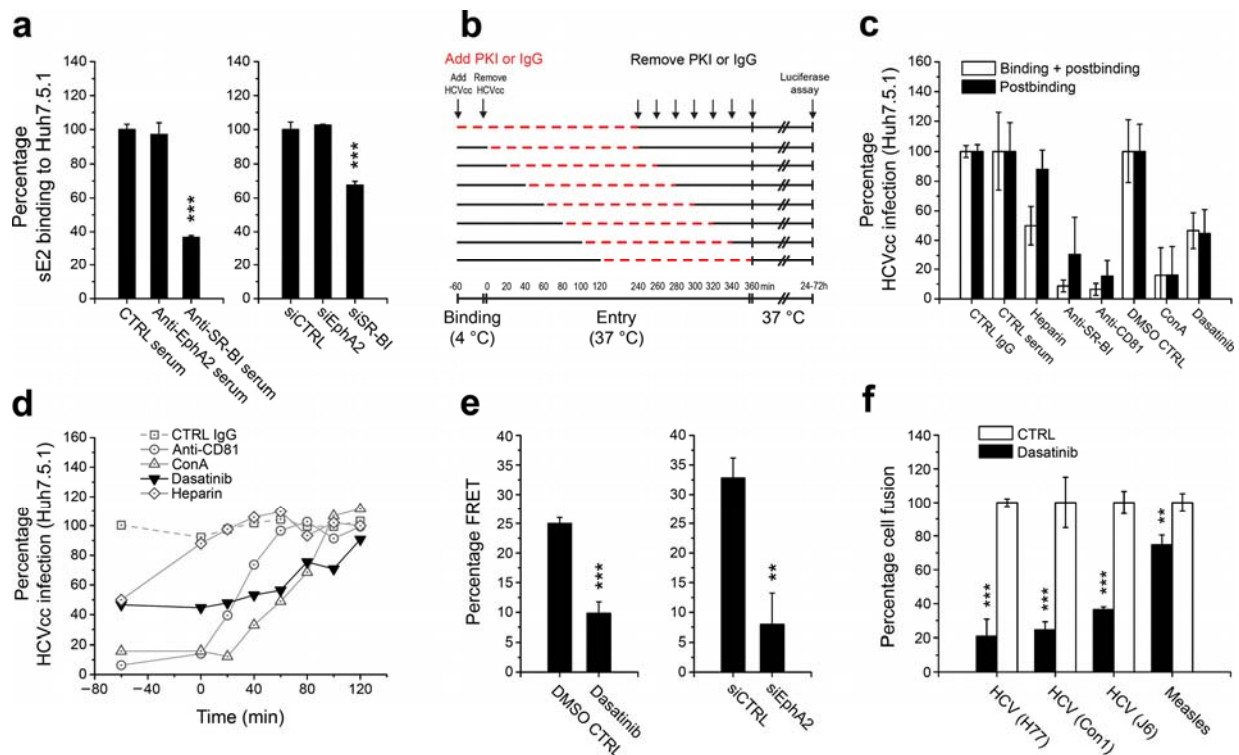 a
Percentage
sE2 binding to Huh7.5.1
140
120
100
80
60
40
20
0
***
CTRL serum
Anti-EphA2 serum
Anti-SR-BI serum
140
120
100
80
60
40
20
0
***
siCTRL
siEphA2
siSR-BI
b
Add PKI or IgG
Remove PKI or IgG
Add
HCVcc
Remove
HCVcc
Luciferase
assay
-60 0 20 40 60 80 100 120 240 260 280 300 320 340 360min 24-72h
Binding
(4 °C)
Entry
(37 °C)
37 °C
c
Percentage
HCVcc infection (Huh7.5.1)
180
160
140
120
100
80
60
40
20
0
Binding + postbinding
Postbinding
CTRL IgG
CTRL serum
Heparin
Anti-SR-BI
Anti-CD81
DMSO CTRL
ConA
Dasatinib
d
Percentage
HCVcc infection (Huh7.5.1)
160
140
120
100
80
60
40
20
0
CTRL IgG
Anti-CD81
ConA
Dasatinib
Heparin
−80 −40 0 40 80 120
Time (min)
e
Percentage FRET
40
35
30
25
20
15
10
5
0
***
DMSO CTRL
Dasatinib
40
35
30
25
20
15
10
5
0
**
siCTRL
siEphA2
f
Percentage cell fusion
140
120
100
80
60
40
20
0
CTRL
Dasatinib
***
***
***
**
HCV (H77)
HCV (Con1)
HCV (J6)
Measles